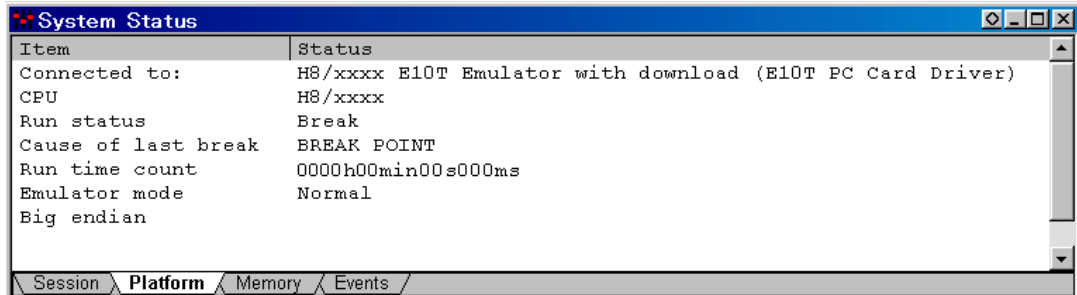 System Status
Item Status
Connected to: H8/xxxx E10T Emulator with download (E10T PC Card Driver)
CPU H8/xxxx
Run status Break
Cause of last break BREAK POINT
Run time count 0000h00min00s000ms
Emulator mode Normal
Big endian
Session Platform Memory Events